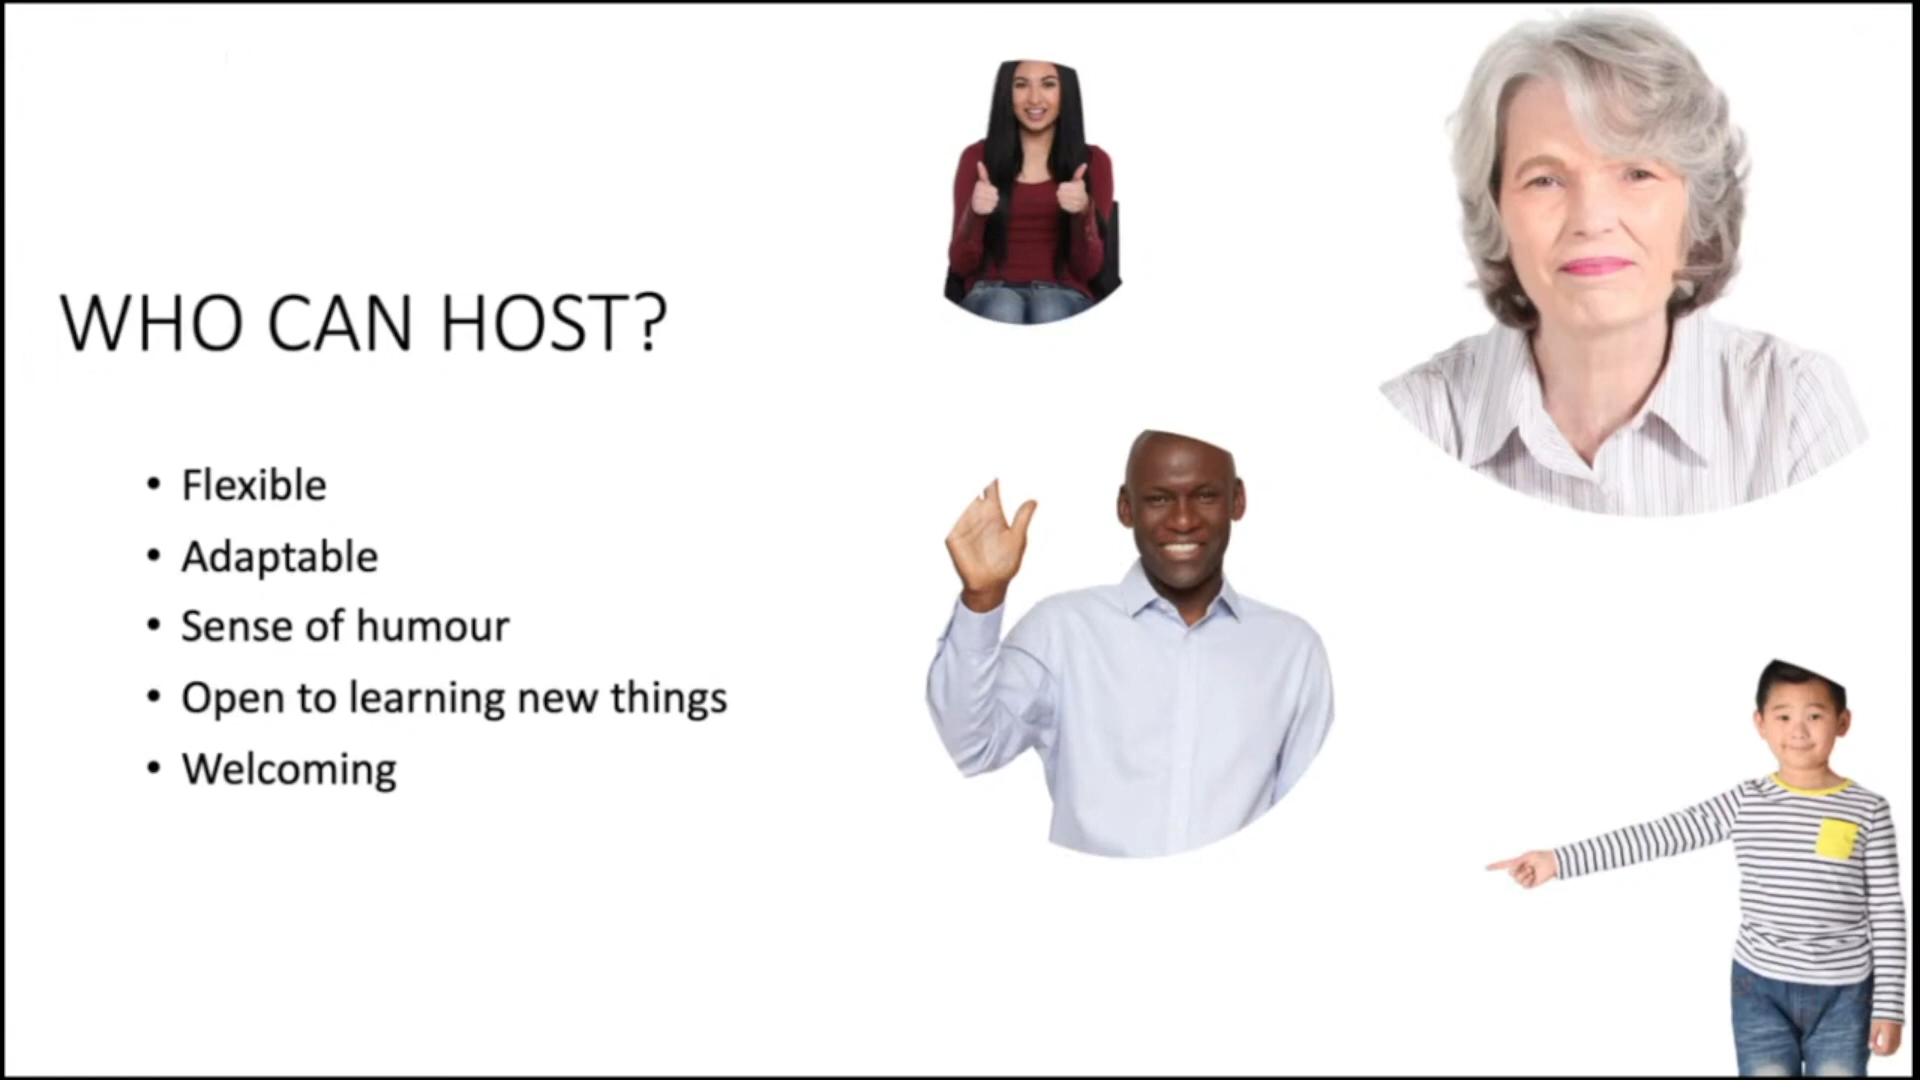 WHO CAN HOST?
• Flexible
• Adaptable
• Sense of humour
• Open to learning new things
• Welcoming